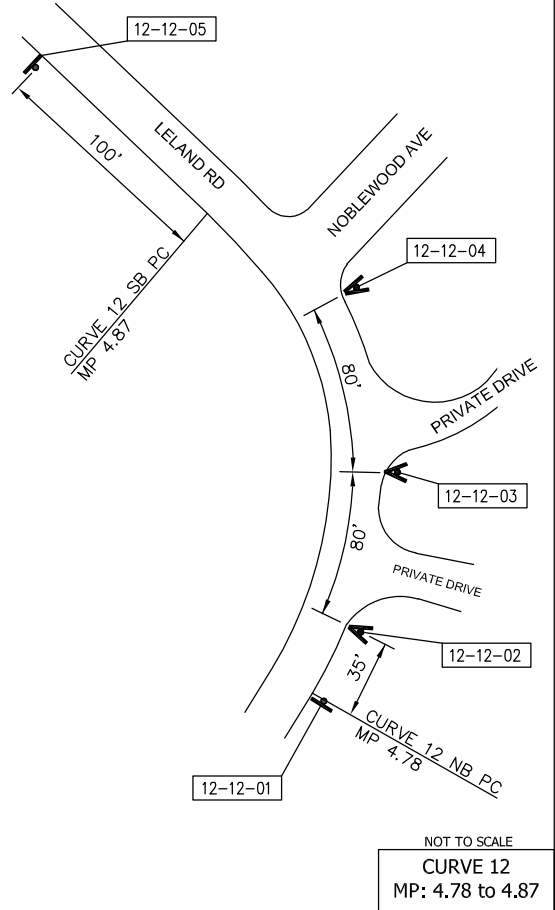 12-12-05
LELAND RD
100'
NOBLEWOOD AVE
12-12-04
CURVE 12 SB PC
MP 4.87
80'
PRIVATE DRIVE
12-12-03
80'
PRIVATE DRIVE
12-12-02
35'
CURVE 12 NB PC
MP 4.78
12-12-01
NOT TO SCALE
CURVE 12
MP: 4.78 to 4.87